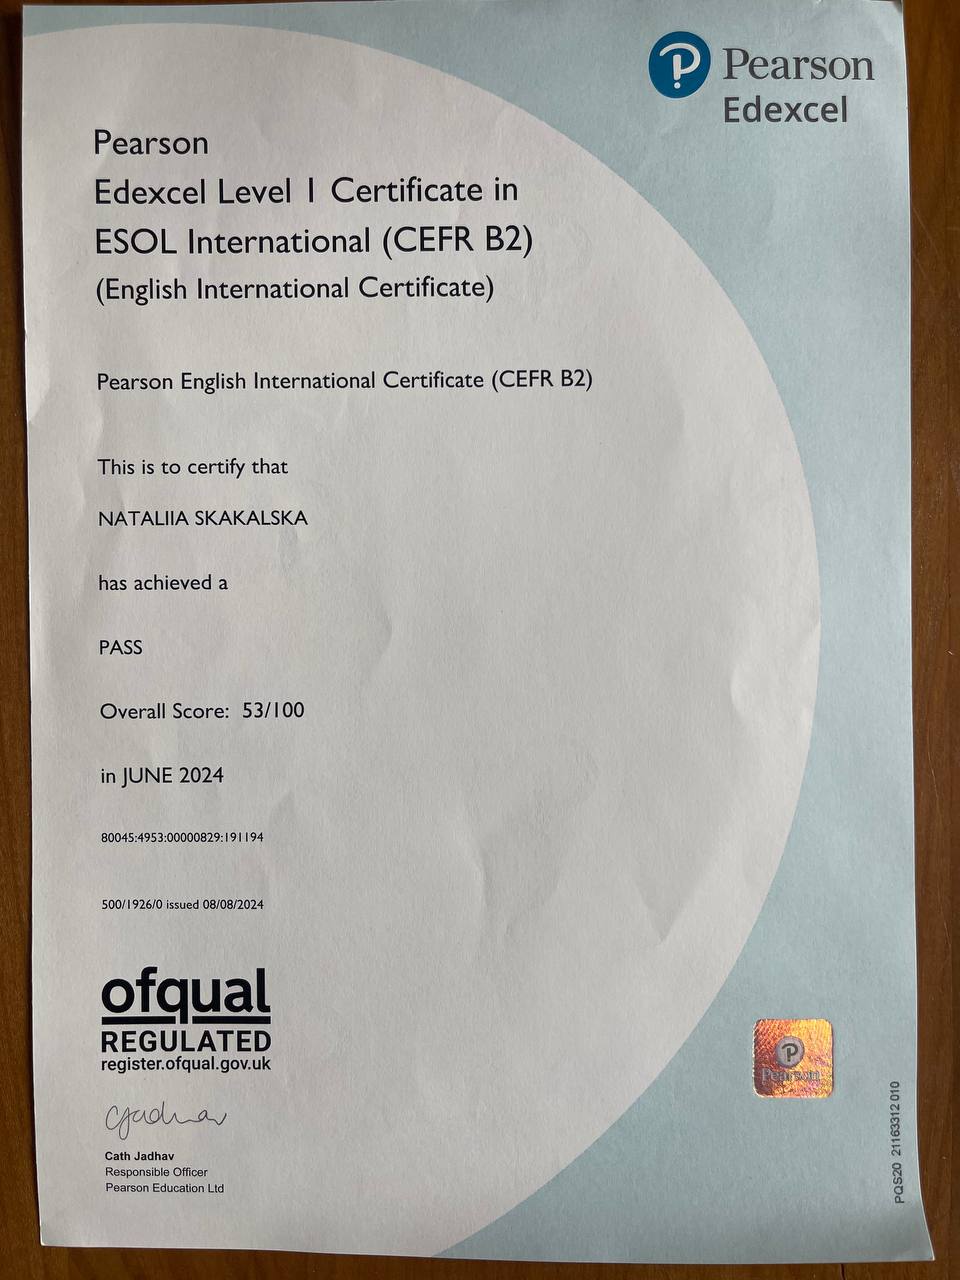 Pearson
Edexcel
Pearson
Edexcel Level 1 Certificate in
ESOL International (CEFR B2)
(English International Certificate)
Pearson English International Certificate (CEFR B2)
This is to certify that
NATALIIA SKAKALSKA
has achieved a
PASS
Overall Score: 53/100
in JUNE 2024
80045:4953:00000829:191194
500/1926/0 issued 08/08/2024
ofqual
REGULATED
register.ofqual.gov.uk
CJadhav
Cath Jadhav
Responsible Officer
Pearson Education Ltd
Pearson
PQS20 21163312 010